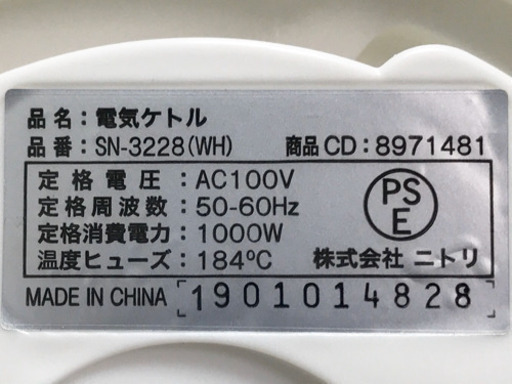 品名：電気ケトル
品番：SN-3228(WH) 商品CD：8971481
定格電圧：AC100V
定格周波数：50-60Hz
定格消費電力：1000W
温度ヒューズ：184℃
PS
E
株式会社 ニトリ
MADE IN CHINA 1901014828